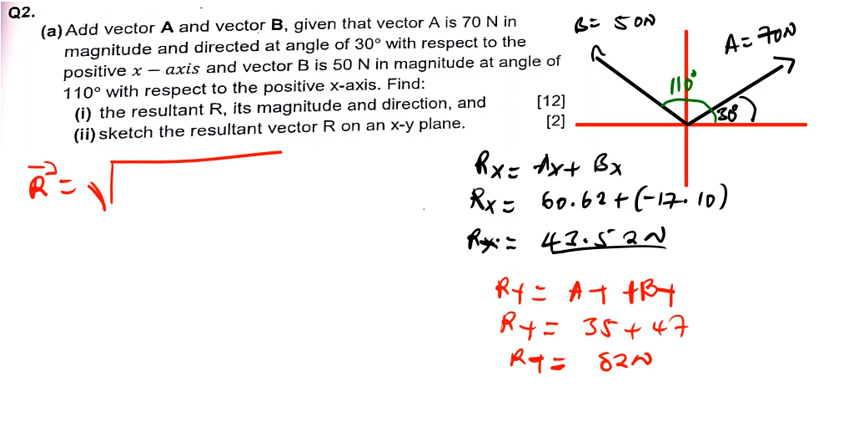 Q2.
(a) Add vector A and vector B, given that vector A is 70 N in
magnitude and directed at angle of 30° with respect to the
positive x – axis and vector B is 50 N in magnitude at angle of
110° with respect to the positive x-axis. Find:
(i) the resultant R, its magnitude and direction, and [12]
(ii) sketch the resultant vector R on an x-y plane. [2]
B = 50N
A = 70N
110°
30°
Rx = Ax + Bx
Rx = 60.62 + (-17.10)
Rx = 43.52N
R = √
Ry = Ay + By
Ry = 35 + 47
Ry = 82N